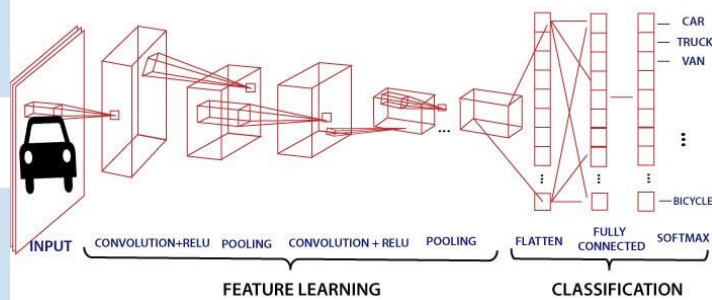 CAR
TRUCK
VAN
BICYCLE
INPUT
CONVOLUTION+RELU
POOLING
CONVOLUTION + RELU
POOLING
FLATTEN
FULLY
CONNECTED
SOFTMAX
FEATURE LEARNING
CLASSIFICATION